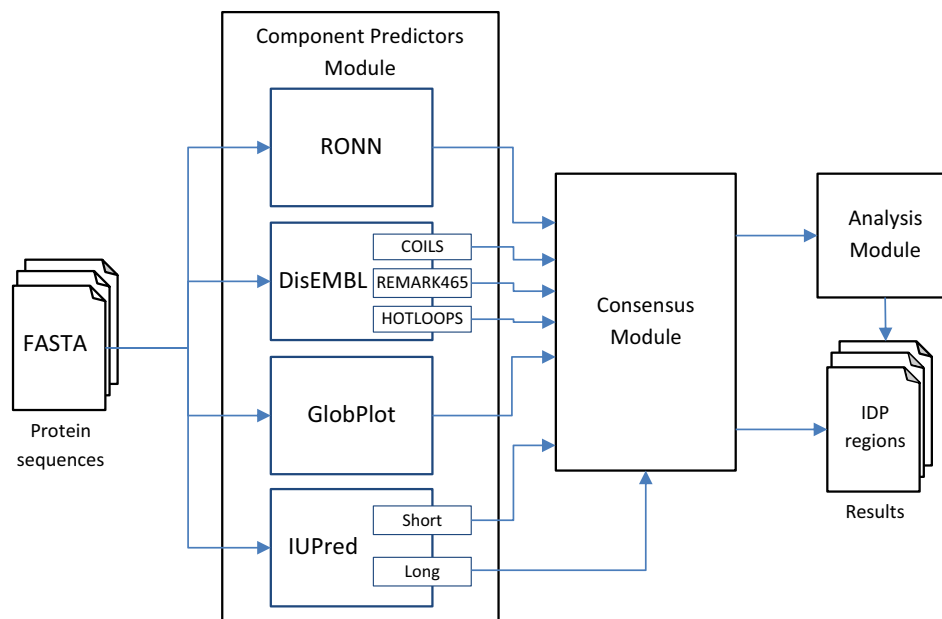 Component Predictors
Module
RONN
DisEMBL
COILS
REMARK465
HOTLOOPS
GlobPlot
IUPred
Short
Long
FASTA
Protein
sequences
Consensus
Module
Analysis
Module
IDP
regions
Results